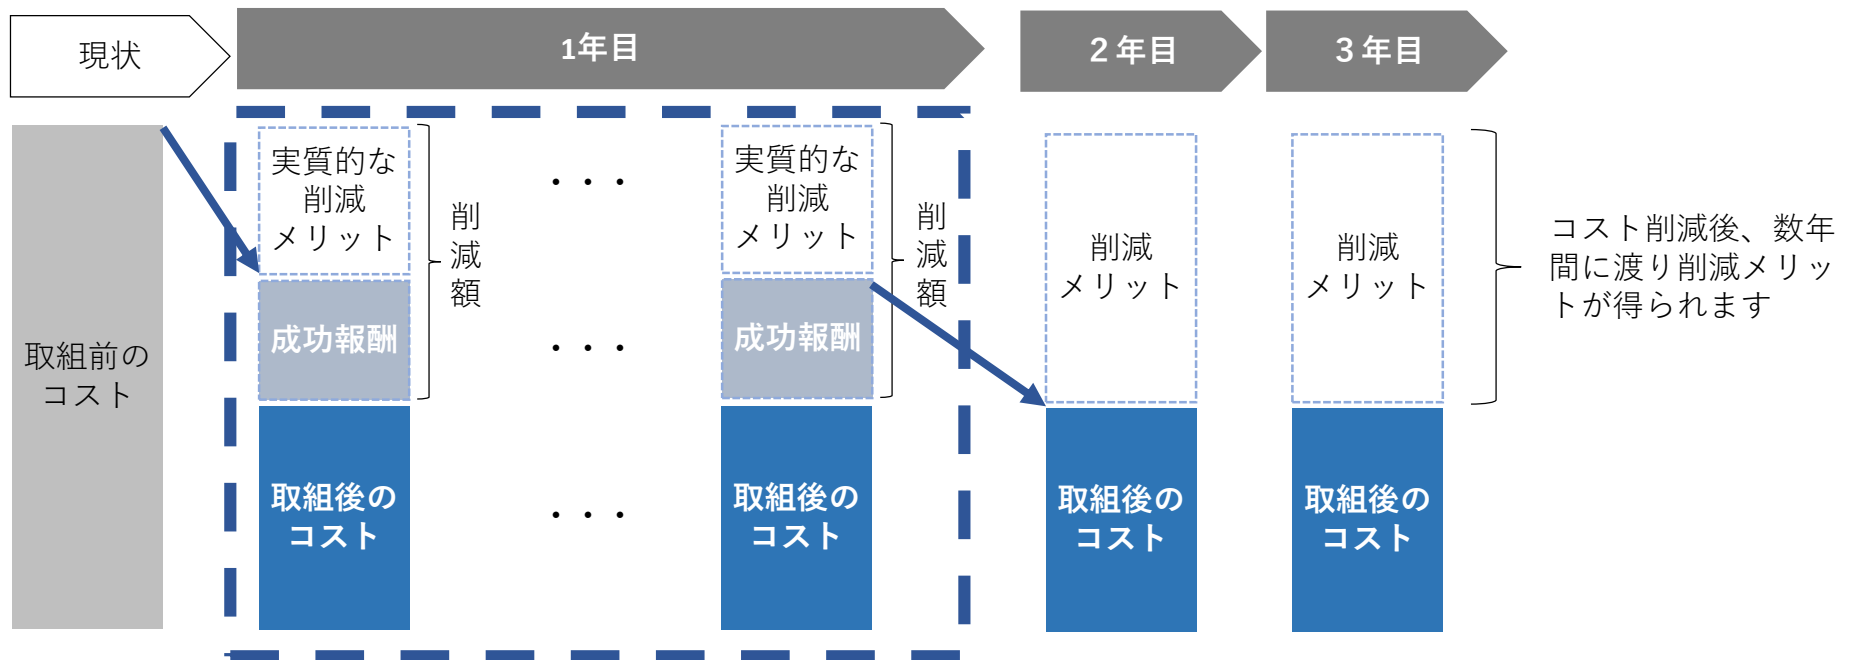 現状
1年目
２年目
３年目
取組前の
コスト
実質的な
削減
メリット
成功報酬
取組後の
コスト
削
減
額
・・・
・・・
・・・
実質的な
削減
メリット
成功報酬
取組後の
コスト
削
減
額
削減
メリット
取組後の
コスト
削減
メリット
取組後の
コスト
コスト削減後、数年
間に渡り削減メリッ
トが得られます